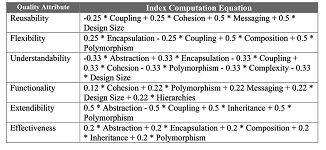 Quality Attribute Index Computation Equation
Reusability -0.25 * Coupling + 0.25 * Cohesion + 0.5 * Messaging + 0.5 *
Design Size
Flexibility 0.25 * Encapsulation - 0.25 * Coupling + 0.5 * Composition + 0.5 *
Polymorphism
Understandability -0.33 * Abstraction + 0.33 * Encapsulation - 0.33 * Coupling +
0.33 * Cohesion - 0.33 * Polymorphism - 0.33 * Complexity - 0.33
* Design Size
Functionality 0.12 * Cohesion + 0.22 * Polymorphism + 0.22 Messaging + 0.22 *
Design Size + 0.22 * Hierarchies
Extendibility 0.5 * Abstraction - 0.5 * Coupling + 0.5 * Inheritance + 0.5 *
Polymorphism
Effectiveness 0.2 * Abstraction + 0.2 * Encapsulation + 0.2 * Composition + 0.2
* Inheritance + 0.2 * Polymorphism